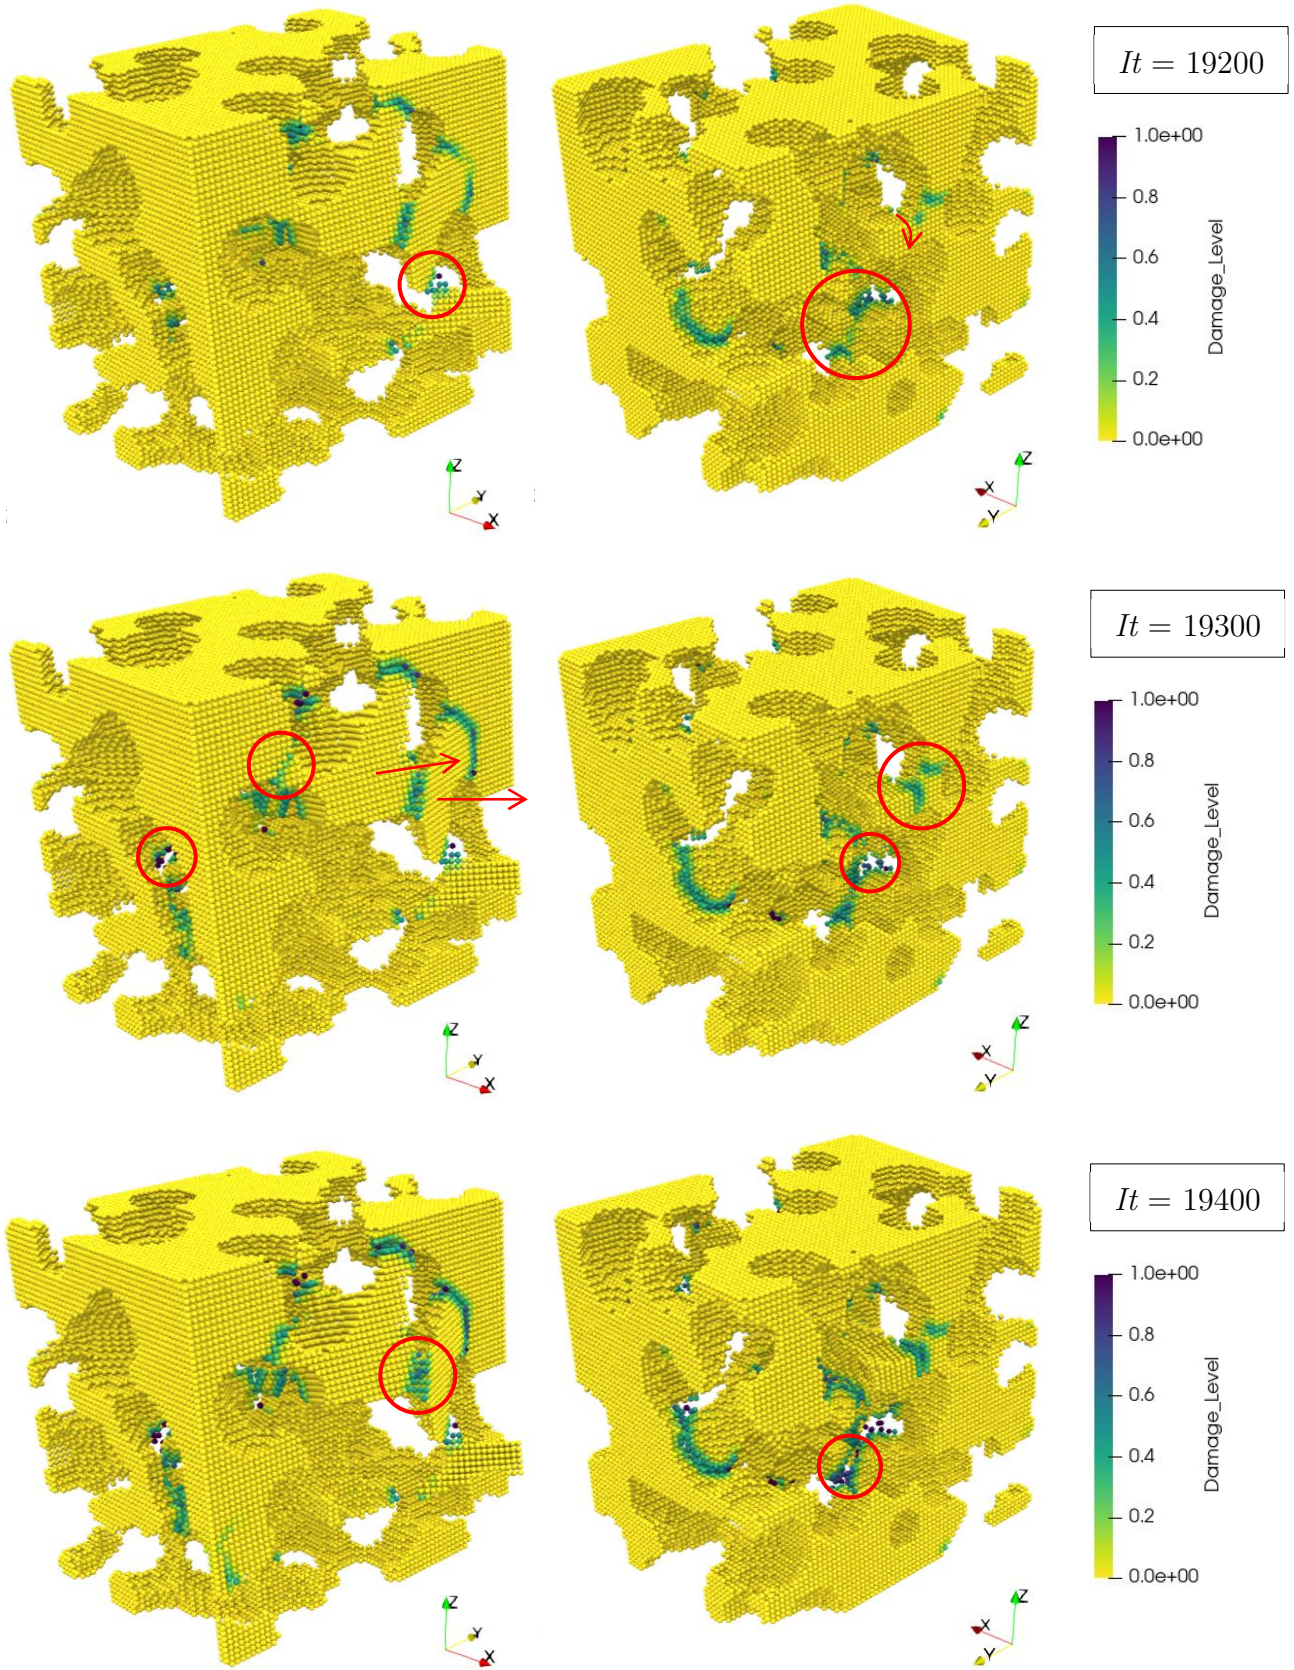 It = 19200
1.0e+00
0.8
0.6
0.4
0.2
0.0e+00
Damage_Level
Z
Y
X
Z
X
Y
It = 19300
1.0e+00
0.8
0.6
0.4
0.2
0.0e+00
Damage_Level
Z
Y
X
Z
X
Y
It = 19400
1.0e+00
0.8
0.6
0.4
0.2
0.0e+00
Damage_Level
Z
Y
X
Z
X
Y